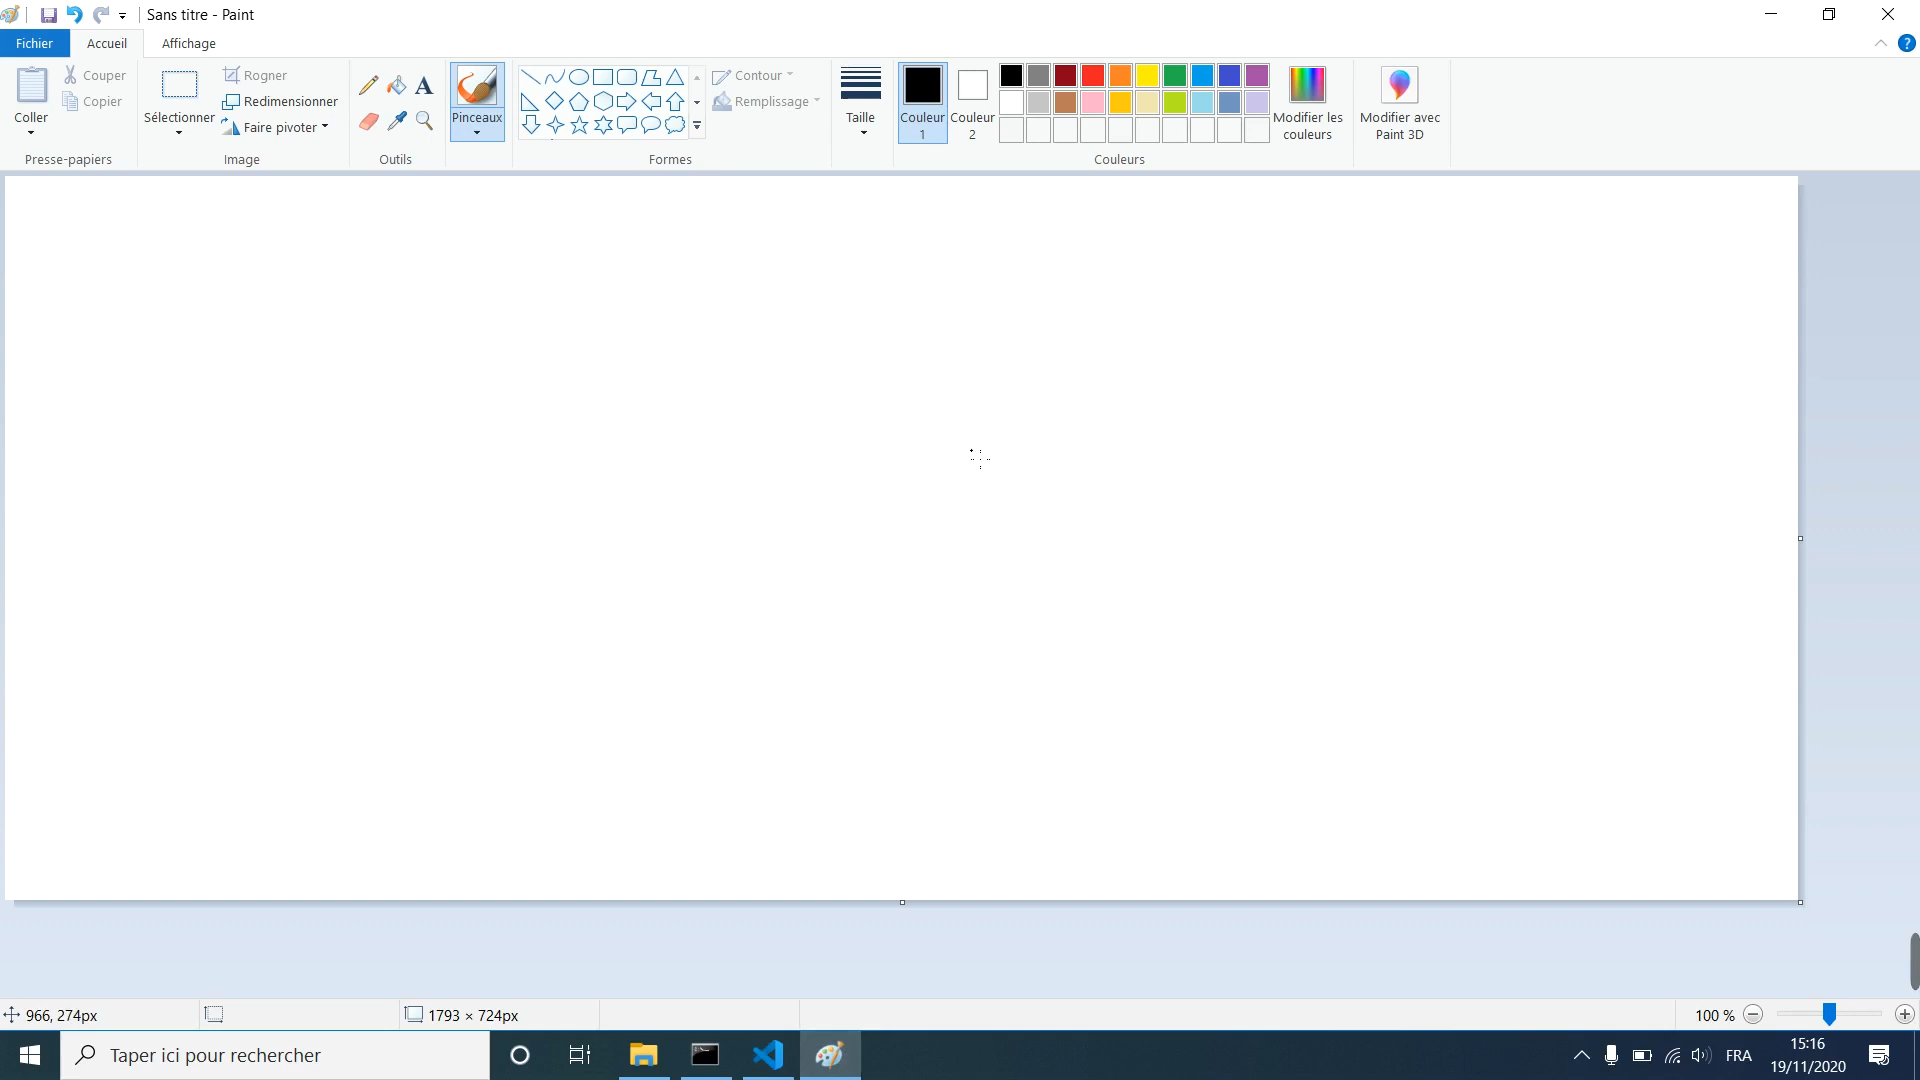 Sans titre - Paint
Fichier
Accueil
Affichage
Coller
Couper
Copier
Presse-papiers
Sélectionner
Rogner
Redimensionner
Faire pivoter
Image
A
Outils
Pinceaux
Contour
Remplissage
Formes
Taille
Couleur
1
Couleur
2
Modifier les
couleurs
Couleurs
Modifier avec
Paint 3D
?
966, 274px
1793 × 724px
100 %
Taper ici pour rechercher
FRA
15:16
19/11/2020